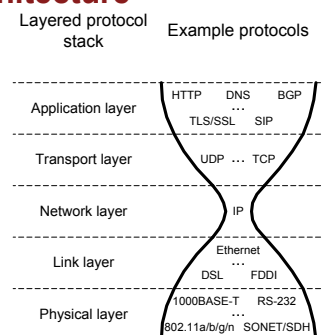 Layered protocol stack
Example protocols
Application layer
HTTP DNS BGP
...
TLS/SSL SIP
Transport layer
UDP ... TCP
Network layer
IP
Link layer
Ethernet
...
DSL FDDI
Physical layer
1000BASE-T RS-232
...
802.11a/b/g/n SONET/SDH